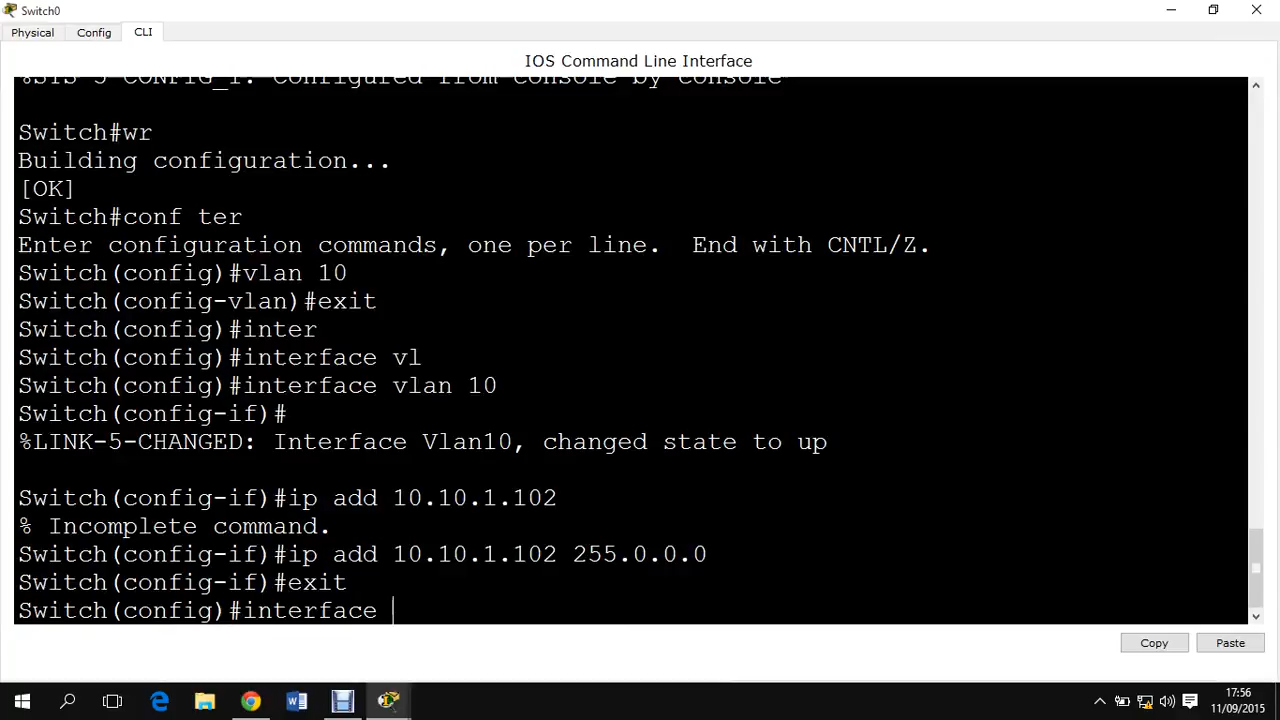 Switch0
Physical Config CLI
IOS Command Line Interface
%SYS-5-CONFIG_I: Configured from console by console
Switch#wr
Building configuration...
[OK]
Switch#conf ter
Enter configuration commands, one per line.  End with CNTL/Z.
Switch(config)#vlan 10
Switch(config-vlan)#exit
Switch(config)#inter
Switch(config)#interface vl
Switch(config)#interface vlan 10
Switch(config-if)#
%LINK-5-CHANGED: Interface Vlan10, changed state to up
Switch(config-if)#ip add 10.10.1.102
% Incomplete command.
Switch(config-if)#ip add 10.10.1.102 255.0.0.0
Switch(config-if)#exit
Switch(config)#interface
Copy Paste
17:56
11/09/2015